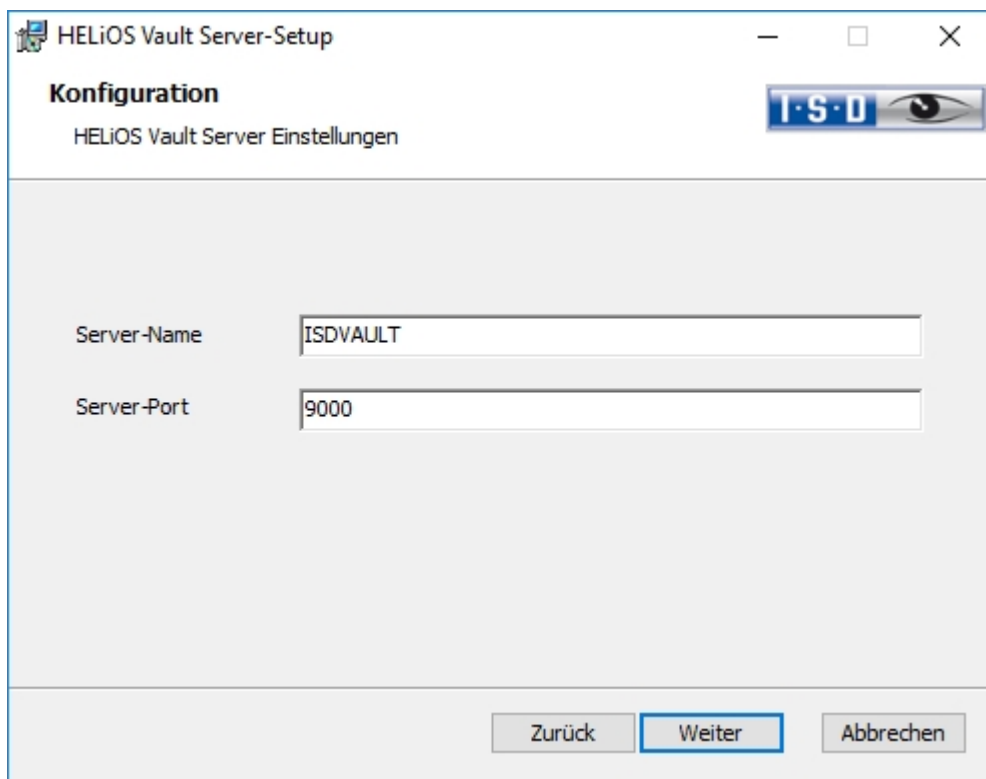 HELiOS Vault Server-Setup
Konfiguration
I·S·D
HELiOS Vault Server Einstellungen
Server-Name
ISDVAULT
Server-Port
9000
Zurück
Weiter
Abbrechen